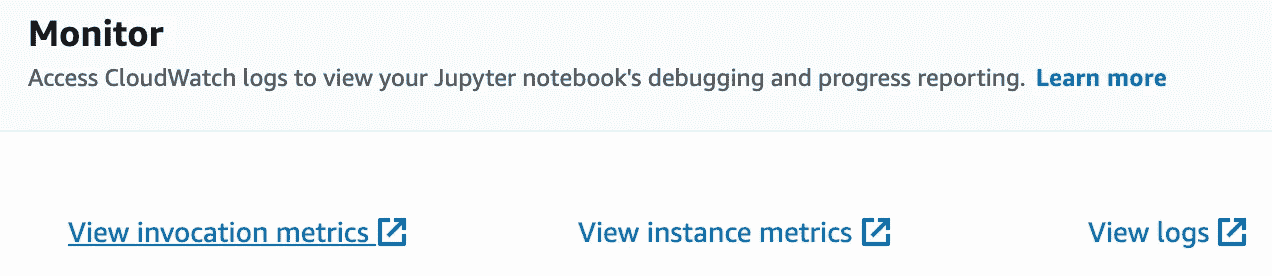 Monitor
Access CloudWatch logs to view your Jupyter notebook's debugging and progress reporting. Learn more
View invocation metrics View instance metrics View logs